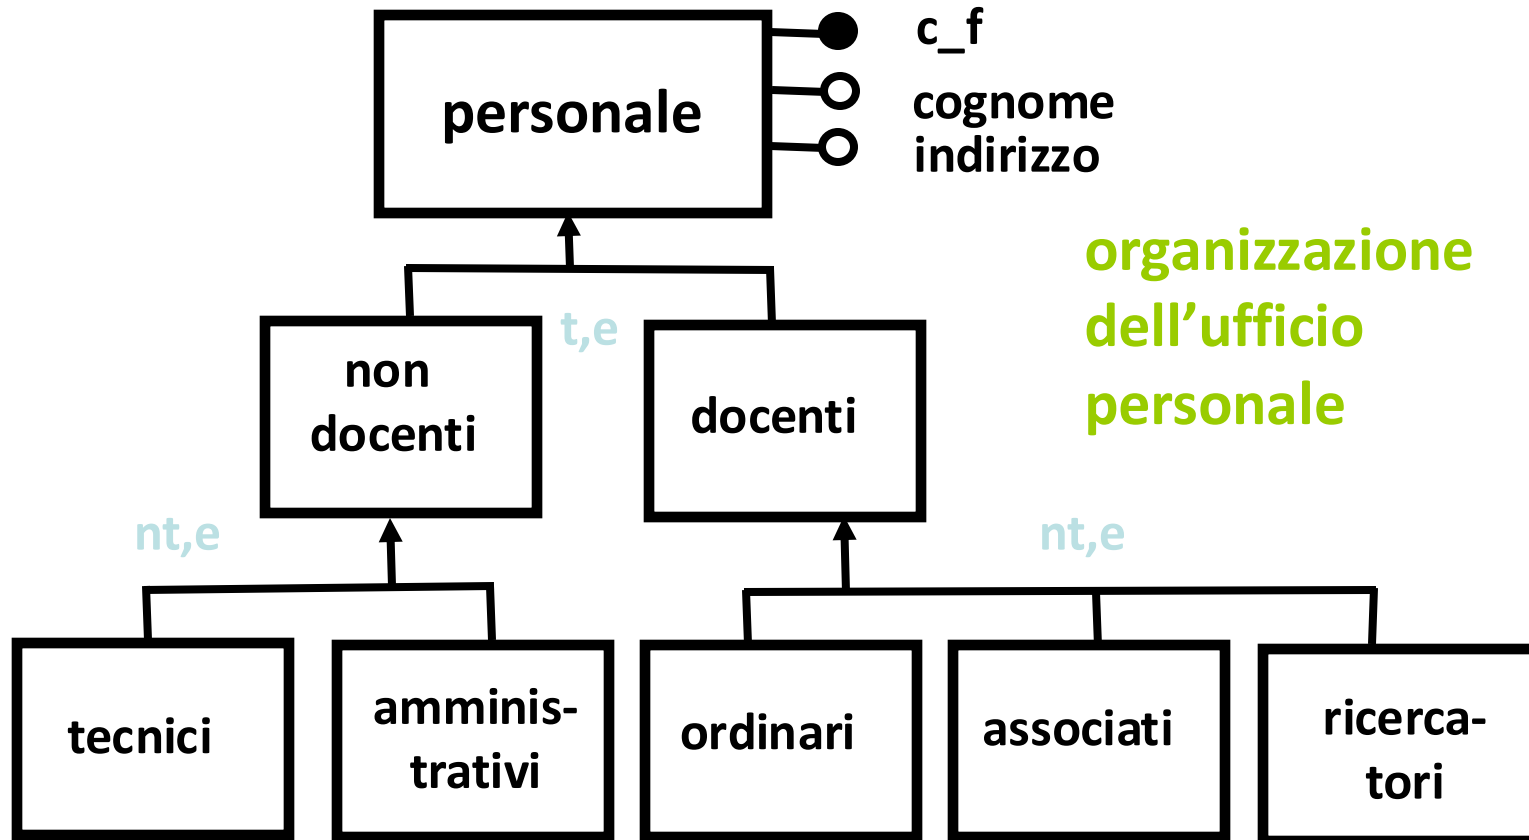 c_f
personale
cognome
indirizzo
organizzazione
dell’ufficio
personale
t,e
non
docenti
docenti
nt,e
nt,e
tecnici
amminis-
trativi
ordinari
associati
ricerca-
tori